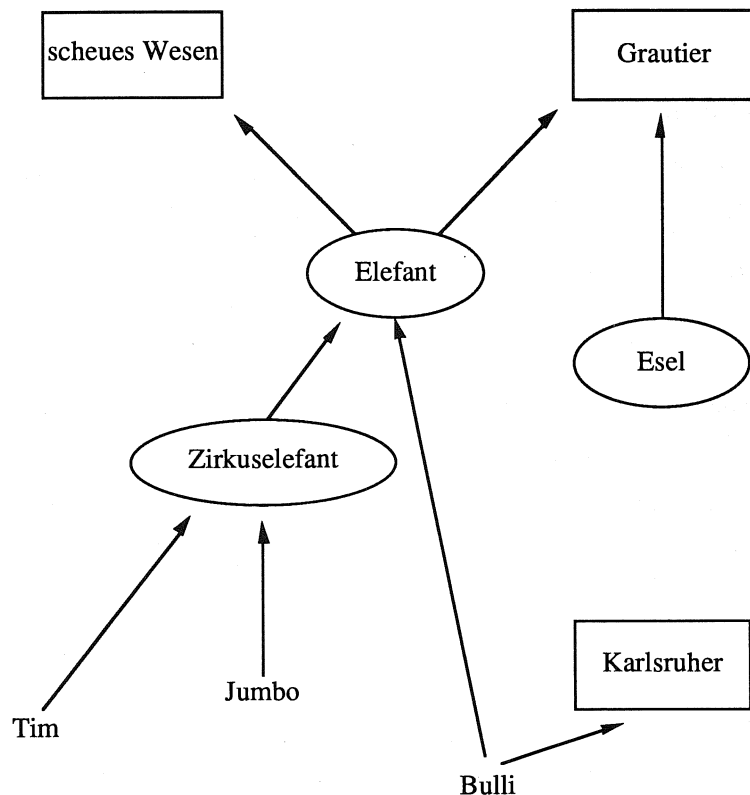 scheues Wesen
Grautier
Elefant
Esel
Zirkuselefant
Karlsruher
Jumbo
Tim
Bulli